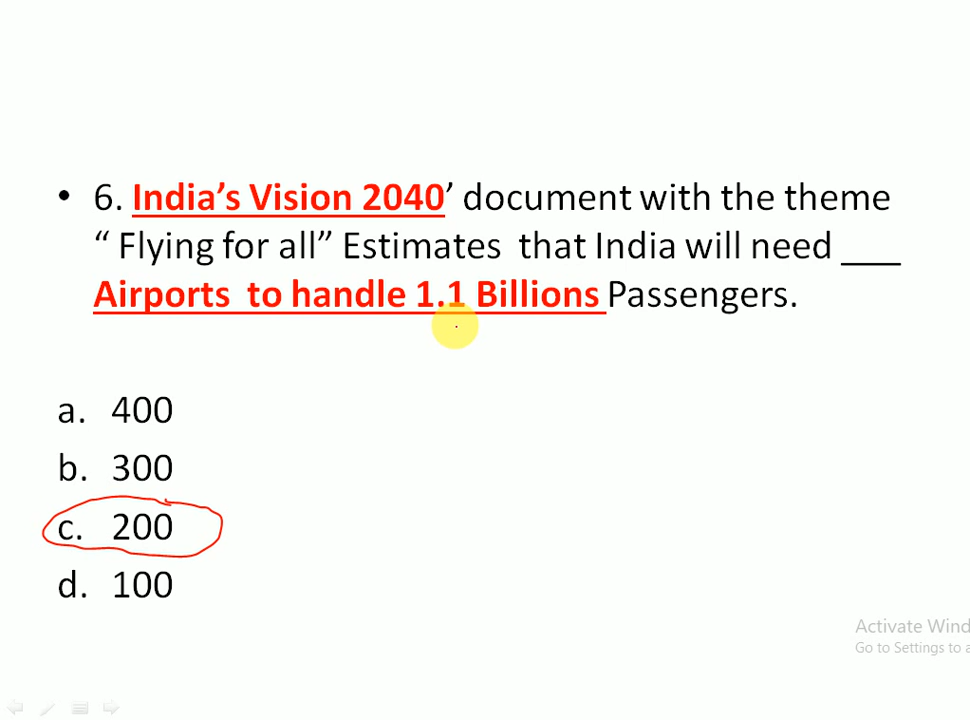 • 6. India’s Vision 2040’ document with the theme
“ Flying for all” Estimates that India will need ___
Airports to handle 1.1 Billions Passengers.
a. 400
b. 300
c. 200
d. 100
Activate Wind
Go to Settings to a